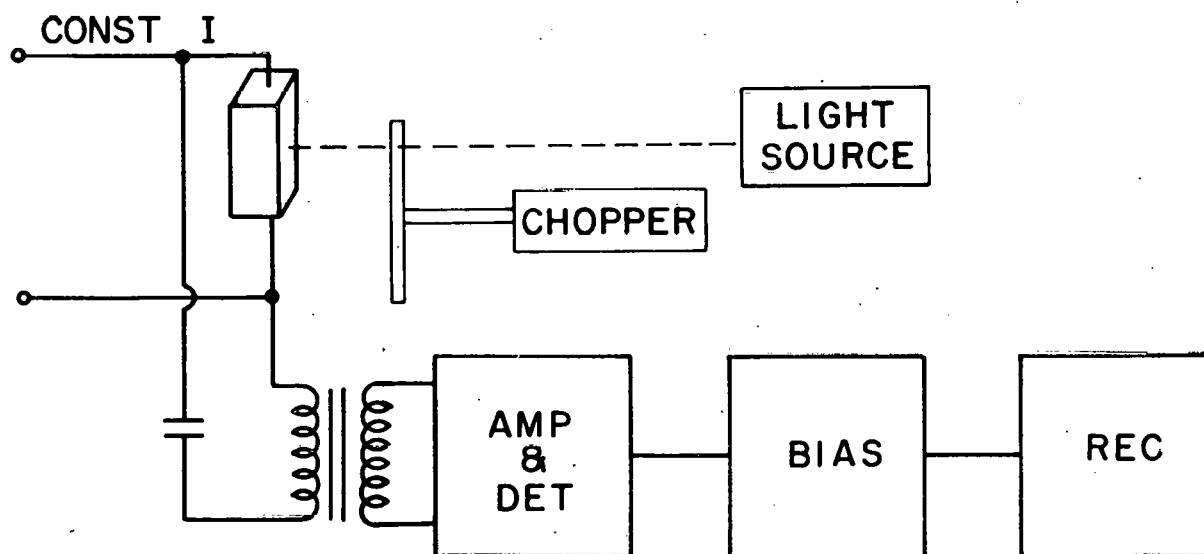 CONST I
LIGHT
SOURCE
CHOPPER
AMP
&
DET
BIAS
REC